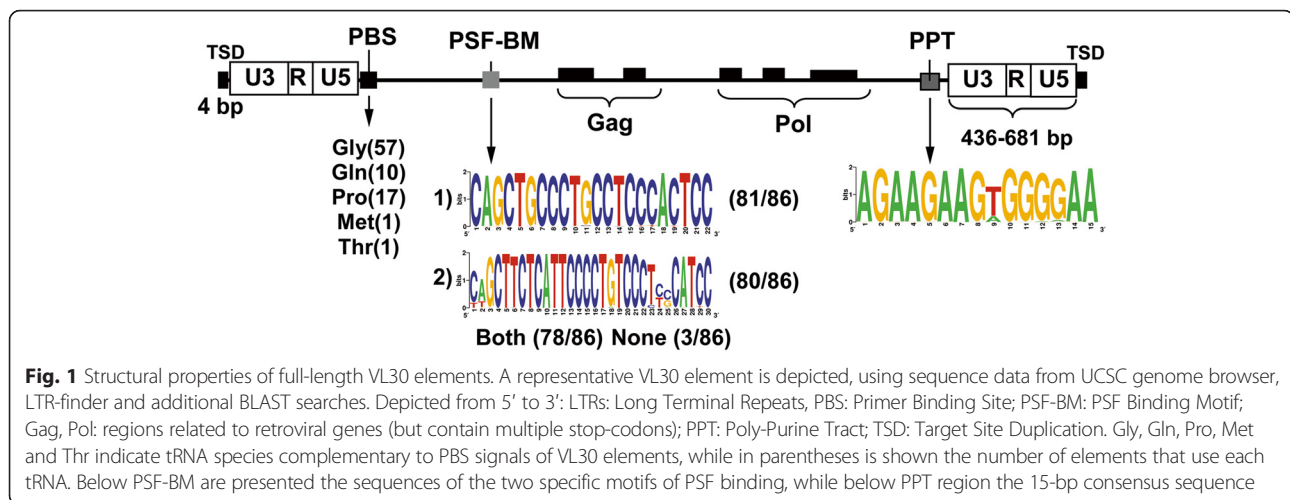 TSD PBS PSF-BM PPT TSD
U3 R U5 U3 R U5
4 bp
Gag Pol 436-681 bp
Gly(57)
Gln(10)
Pro(17)
Met(1)
Thr(1)
1) CAGCTGCCCTGCCTCCCACTCC (81/86)
AGAAGAAGTGGGGAA
2) CAGCTTCTCATTCCCCTGTCCCTCCCATCC (80/86)
Both (78/86) None (3/86)
Fig. 1 Structural properties of full-length VL30 elements. A representative VL30 element is depicted, using sequence data from UCSC genome browser,
LTR-finder and additional BLAST searches. Depicted from 5′ to 3′: LTRs: Long Terminal Repeats, PBS: Primer Binding Site; PSF-BM: PSF Binding Motif;
Gag, Pol: regions related to retroviral genes (but contain multiple stop-codons); PPT: Poly-Purine Tract; TSD: Target Site Duplication. Gly, Gln, Pro, Met
and Thr indicate tRNA species complementary to PBS signals of VL30 elements, while in parentheses is shown the number of elements that use each
tRNA. Below PSF-BM are presented the sequences of the two specific motifs of PSF binding, while below PPT region the 15-bp consensus sequence